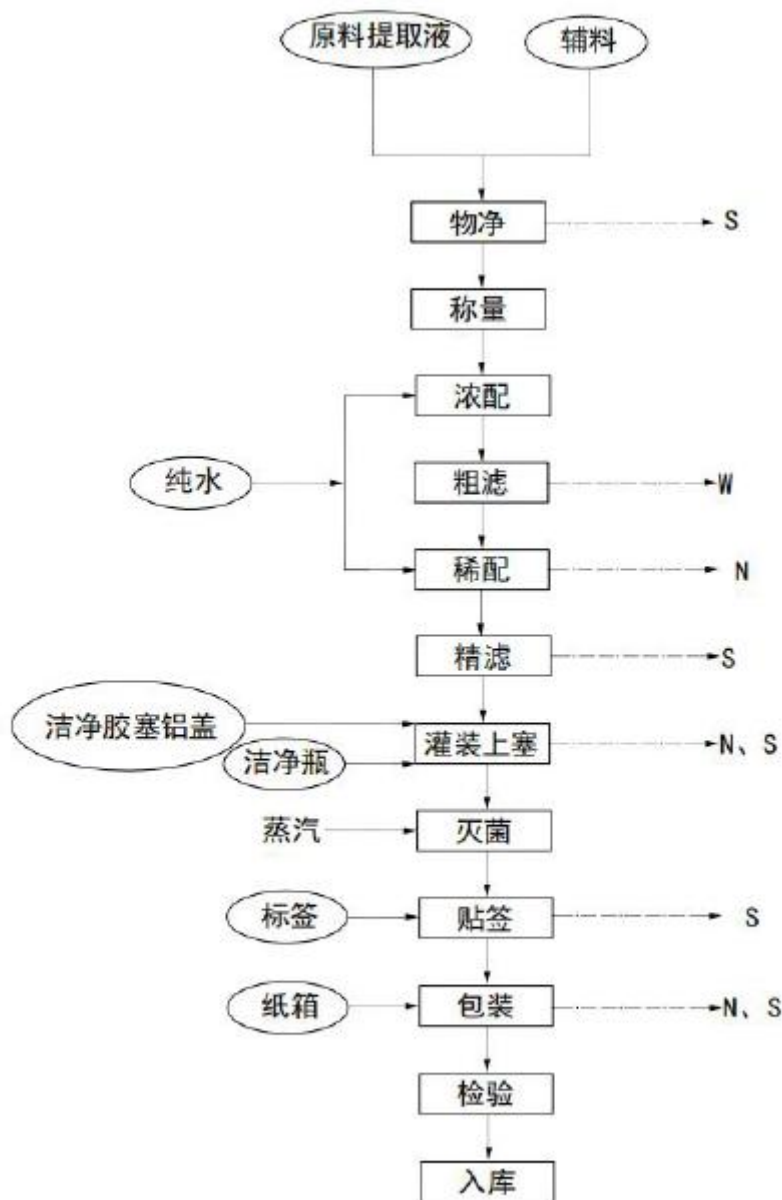 原料提取液
辅料
物净
S
称量
浓配
纯水
粗滤
W
稀配
N
精滤
S
洁净胶塞铝盖
灌装上塞
N、S
洁净瓶
蒸汽
灭菌
标签
贴签
S
纸箱
包装
N、S
检验
入库